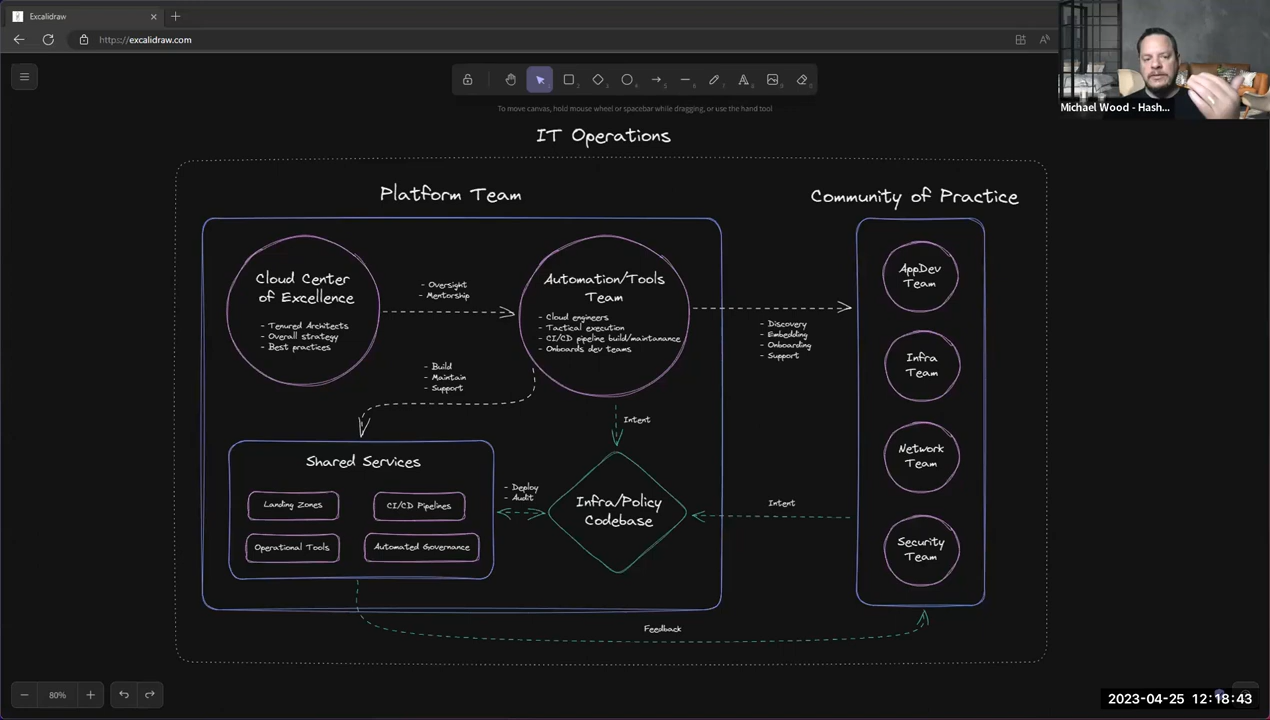 Excalidraw
https://excalidraw.com
Michael Wood - Hash...
To move canvas, hold mouse wheel or spacebar while dragging, or use the hand tool
IT Operations
Platform Team
Community of Practice
Cloud Center
of Excellence
- Tenured Architects
- Overall strategy
- Best practices
- Oversight
- Mentorship
Automation/Tools
Team
- Cloud engineers
- Tactical execution
- CI/CD pipeline build/maintanance
- Onboards dev teams
- Discovery
- Embedding
- Onboarding
- Support
AppDev
Team
Infra
Team
Network
Team
Security
Team
- Build
- Maintain
- Support
Intent
Shared Services
Landing Zones
CI/CD Pipelines
Operational Tools
Automated Governance
- Deploy
- Audit
Infra/Policy
Codebase
Intent
Feedback
80%
2023-04-25 12:18:43